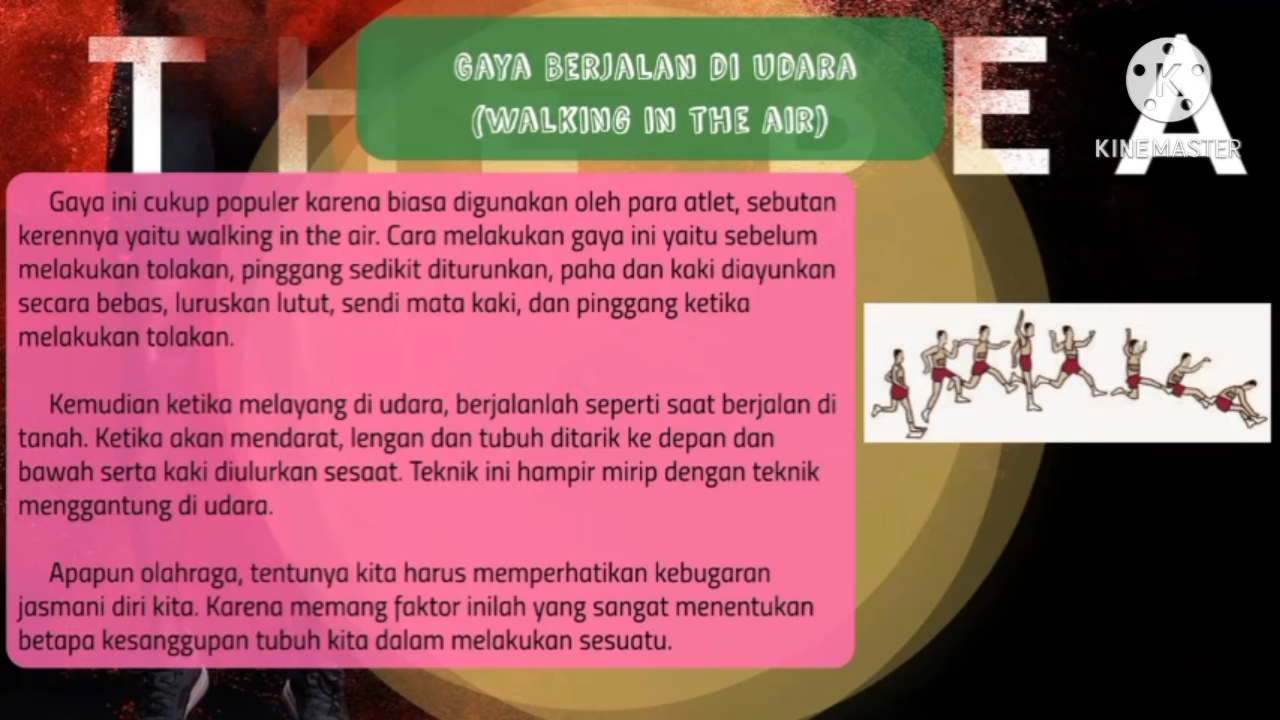 THE BEA
GAYA BERJALAN DI UDARA
(WALKING IN THE AIR)
K
KINEMASTER
Gaya ini cukup populer karena biasa digunakan oleh para atlet, sebutan
kerennya yaitu walking in the air. Cara melakukan gaya ini yaitu sebelum
melakukan tolakan, pinggang sedikit diturunkan, paha dan kaki diayunkan
secara bebas, luruskan lutut, sendi mata kaki, dan pinggang ketika
melakukan tolakan.
Kemudian ketika melayang di udara, berjalanlah seperti saat berjalan di
tanah. Ketika akan mendarat, lengan dan tubuh ditarik ke depan dan
bawah serta kaki diulurkan sesaat. Teknik ini hampir mirip dengan teknik
menggantung di udara.
Apapun olahraga, tentunya kita harus memperhatikan kebugaran
jasmani diri kita. Karena memang faktor inilah yang sangat menentukan
betapa kesanggupan tubuh kita dalam melakukan sesuatu.